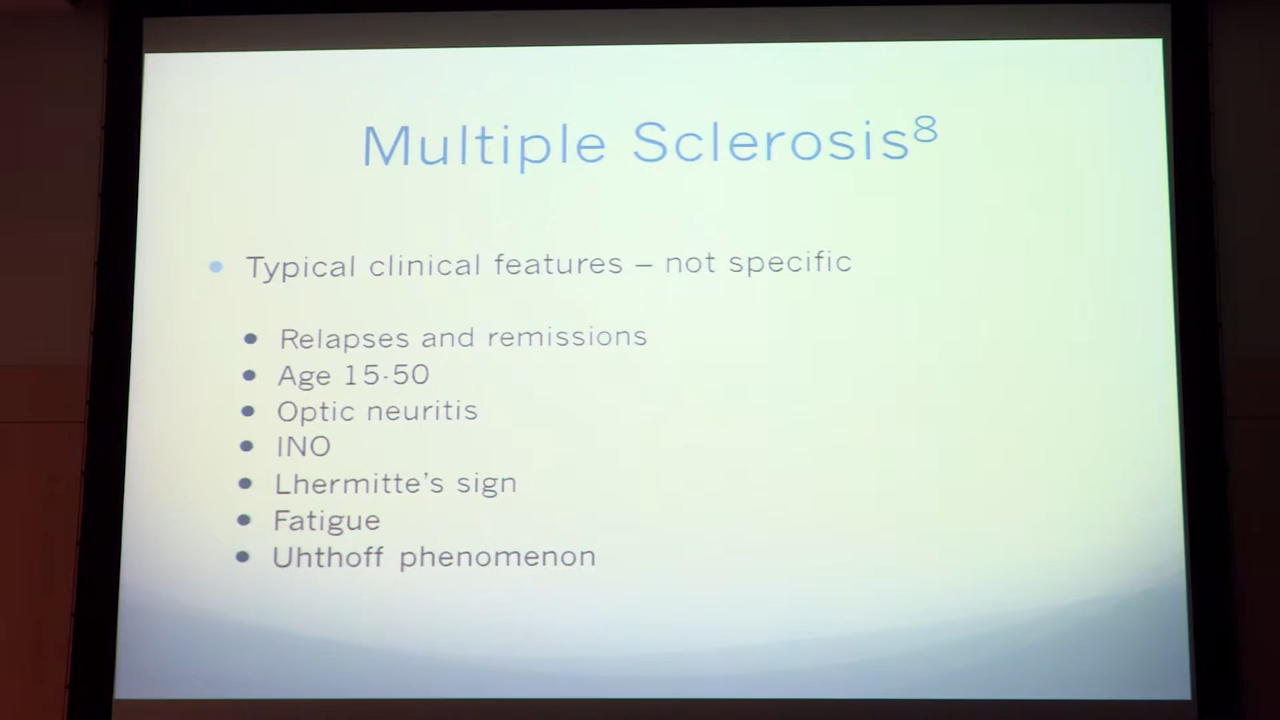 Multiple Sclerosis⁸
• Typical clinical features – not specific
• Relapses and remissions
• Age 15-50
• Optic neuritis
• INO
• Lhermitte's sign
• Fatigue
• Uhthoff phenomenon